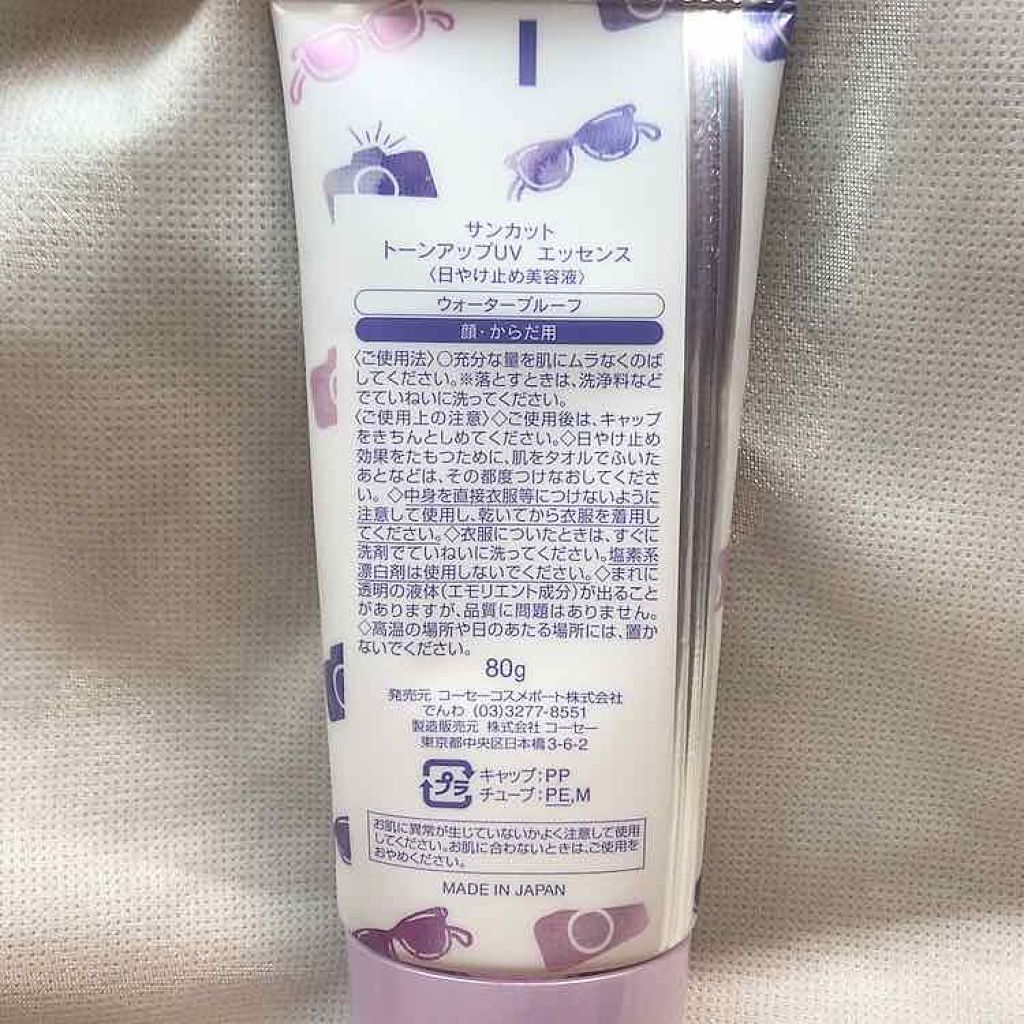 サンカット
トーンアップUV エッセンス
〈日やけ止め美容液〉
ウォータープルーフ
顔・からだ用
〈ご使用法〉○充分な量を肌にムラなくのば
してください。※落とすときは、洗浄料など
でていねいに洗ってください。
〈ご使用上の注意〉◇ご使用後は、キャップ
をきちんとしめてください。◇日やけ止め
効果をたもつために、肌をタオルでふいた
あとなどは、その都度つけなおしてくださ
い。◇中身を直接衣服等につけないように
注意して使用し、乾いてから衣服を着用し
てください。◇衣服についたときは、すぐに
洗剤でていねいに洗ってください。塩素系
漂白剤は使用しないでください。◇まれに
透明の液体(エモリエント成分)が出ること
がありますが、品質に問題はありません。
◇高温の場所や日のあたる場所には、置か
ないでください。
80g
発売元 コーセーコスメポート株式会社
でんわ (03)3277-8551
製造販売元 株式会社 コーセー
東京都中央区日本橋3-6-2
プラ
キャップ:PP
チューブ:PE,M
お肌に異常が生じていないかよく注意して使用
してください。お肌に合わないときは、ご使用を
おやめください。
MADE IN JAPAN